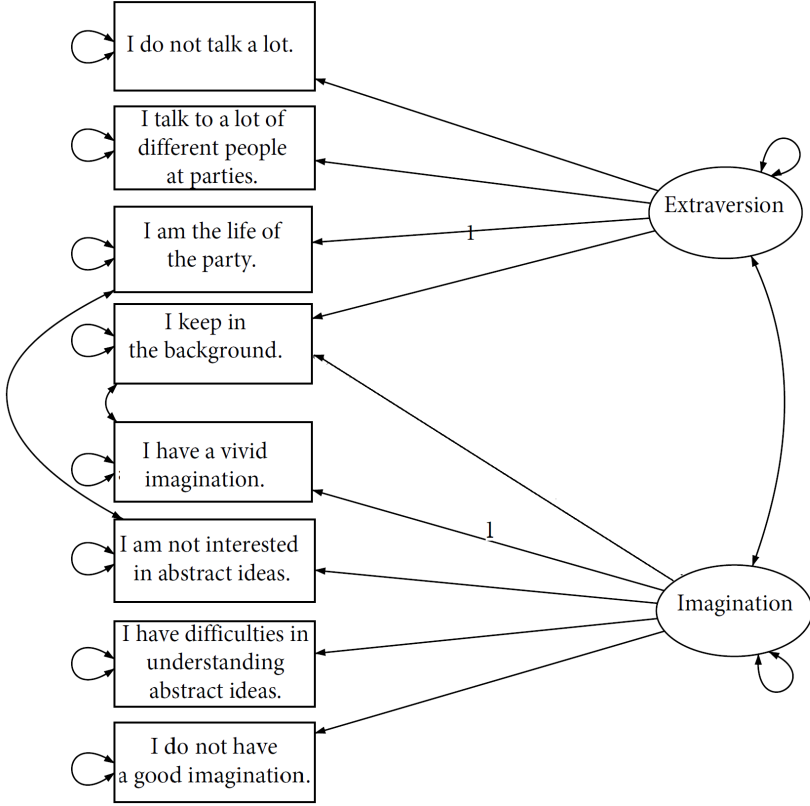 I do not talk a lot.
I talk to a lot of
different people
at parties.
Extraversion
I am the life of
the party.
1
I keep in
the background.
I have a vivid
imagination.
1
I am not interested
in abstract ideas.
Imagination
I have difficulties in
understanding
abstract ideas.
I do not have
a good imagination.